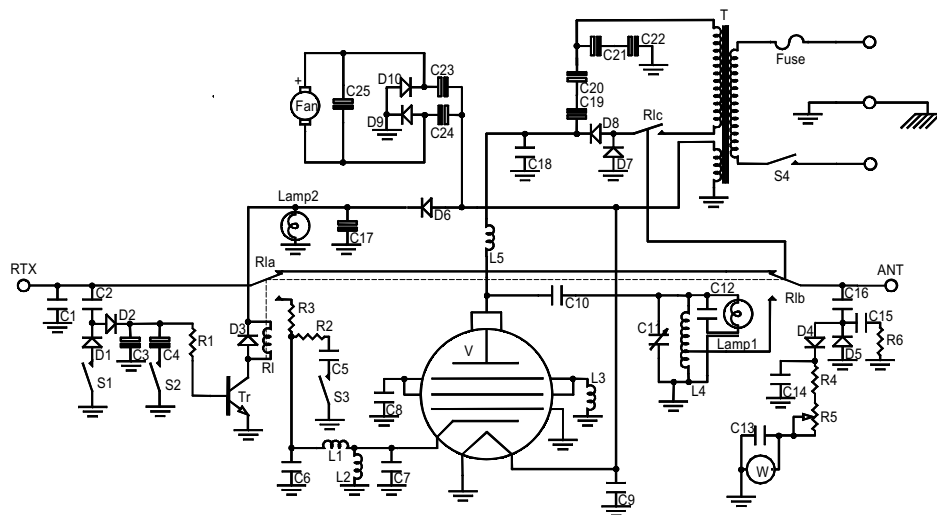 T
C22
C21
Fuse
D10
C23
+
Fan
C25
C20
C19
D9
C24
D8
Rlc
C18
D7
S4
Lamp2
D6
C17
L5
RTX
Rla
ANT
C2
C12
Rlb
C16
C10
C1
R3
C15
D2
R2
C11
D3
V
Lamp1
D4
D5
R6
D1
C3
C4
R1
Rl
C5
L3
L4
S1
S2
Tr
S3
C8
C14
R4
R5
C13
L1
C6
L2
C7
W
C9